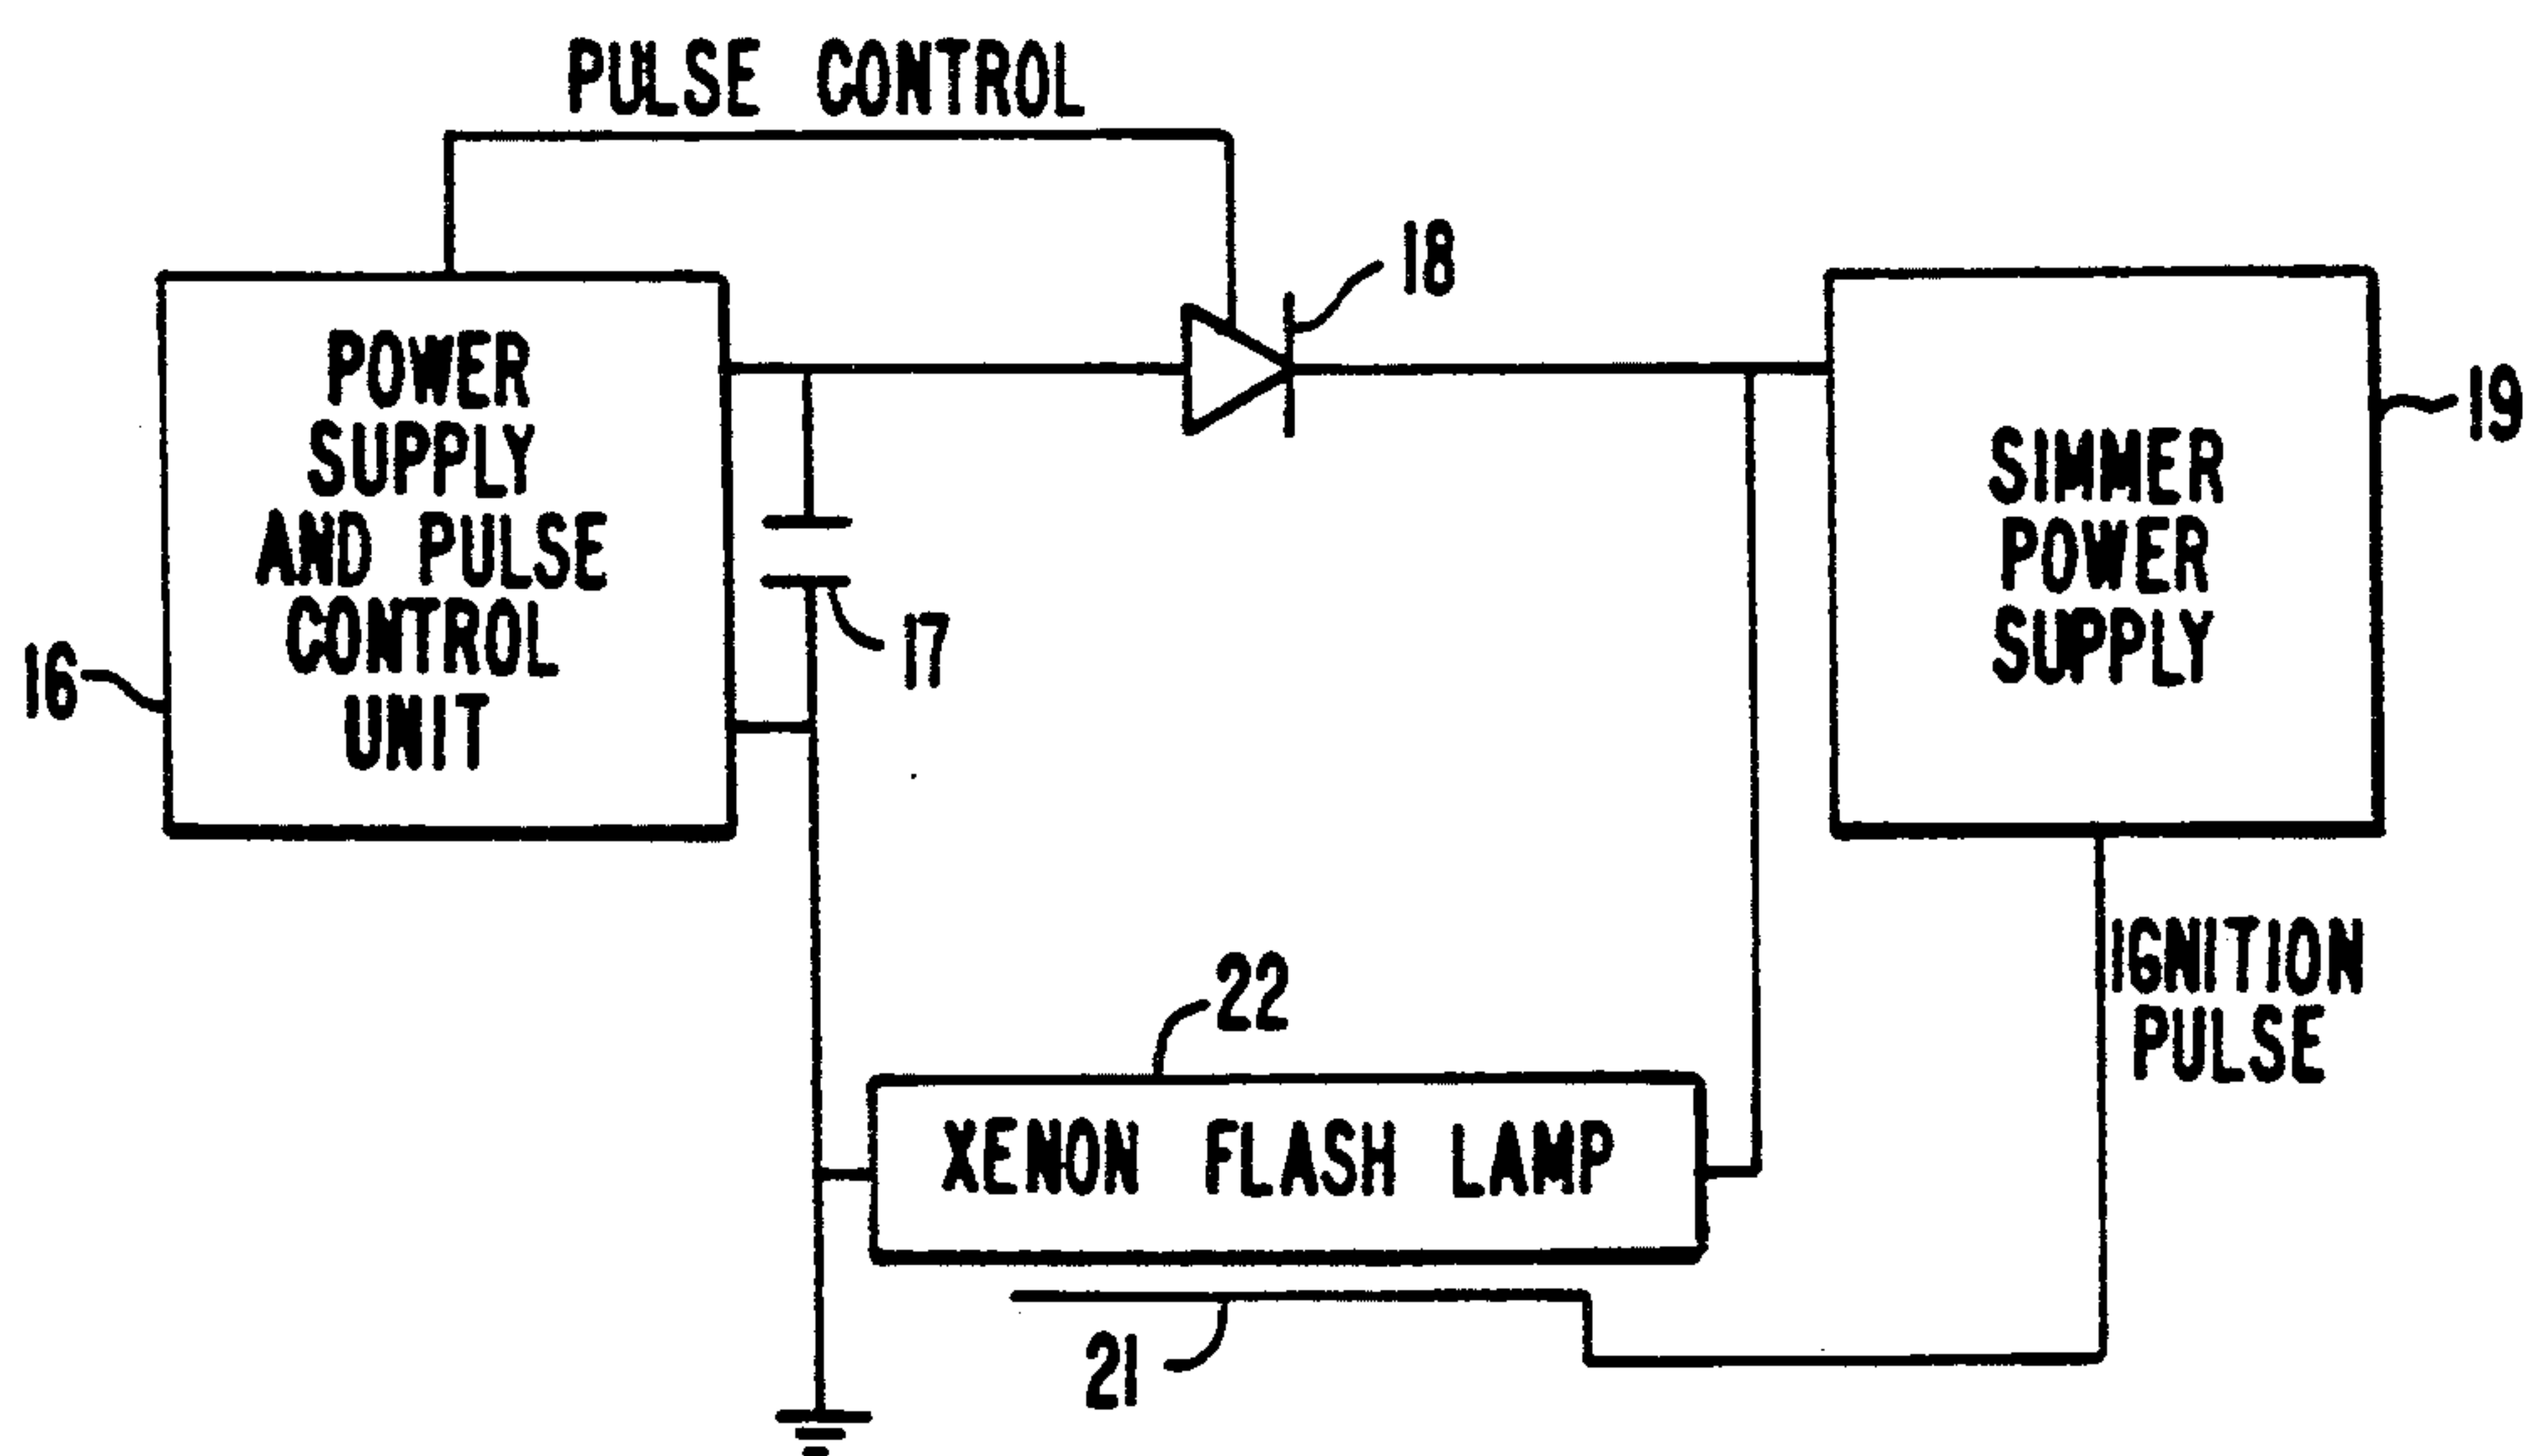 PULSE CONTROL
18
POWER
SUPPLY
AND PULSE
CONTROL
UNIT
16
17
SIMMER
POWER
SUPPLY
19
IGNITION
PULSE
22
XENON FLASH LAMP
21